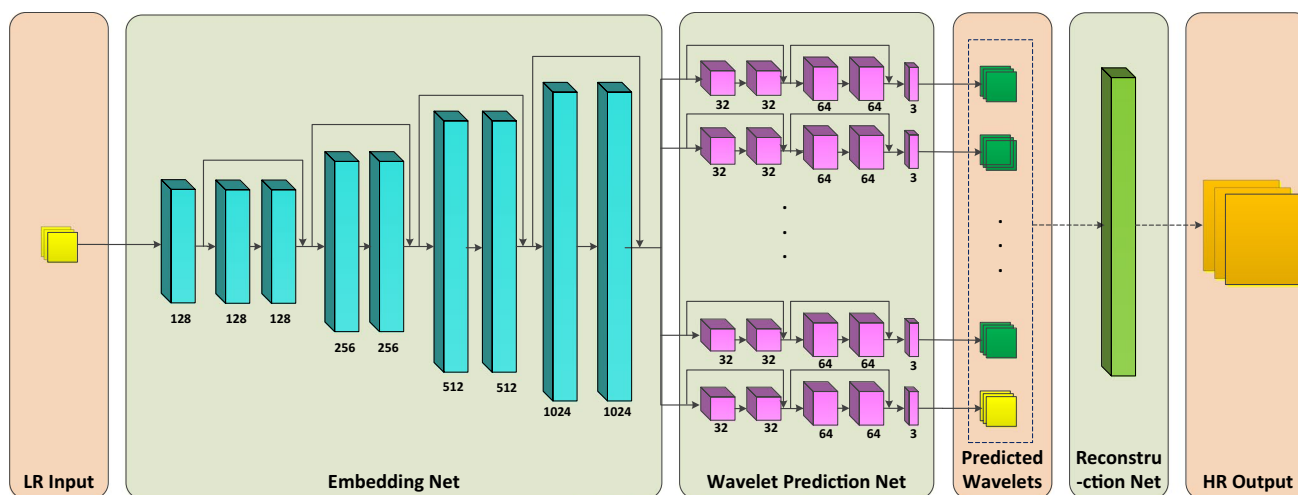 32 32 64 64 3
32 32 64 64 3
128 128 128
256 256
512 512
1024 1024
32 32 64 64 3
32 32 64 64 3
LR Input
Embedding Net
Wavelet Prediction Net
Predicted
Wavelets
Reconstru
-ction Net
HR Output